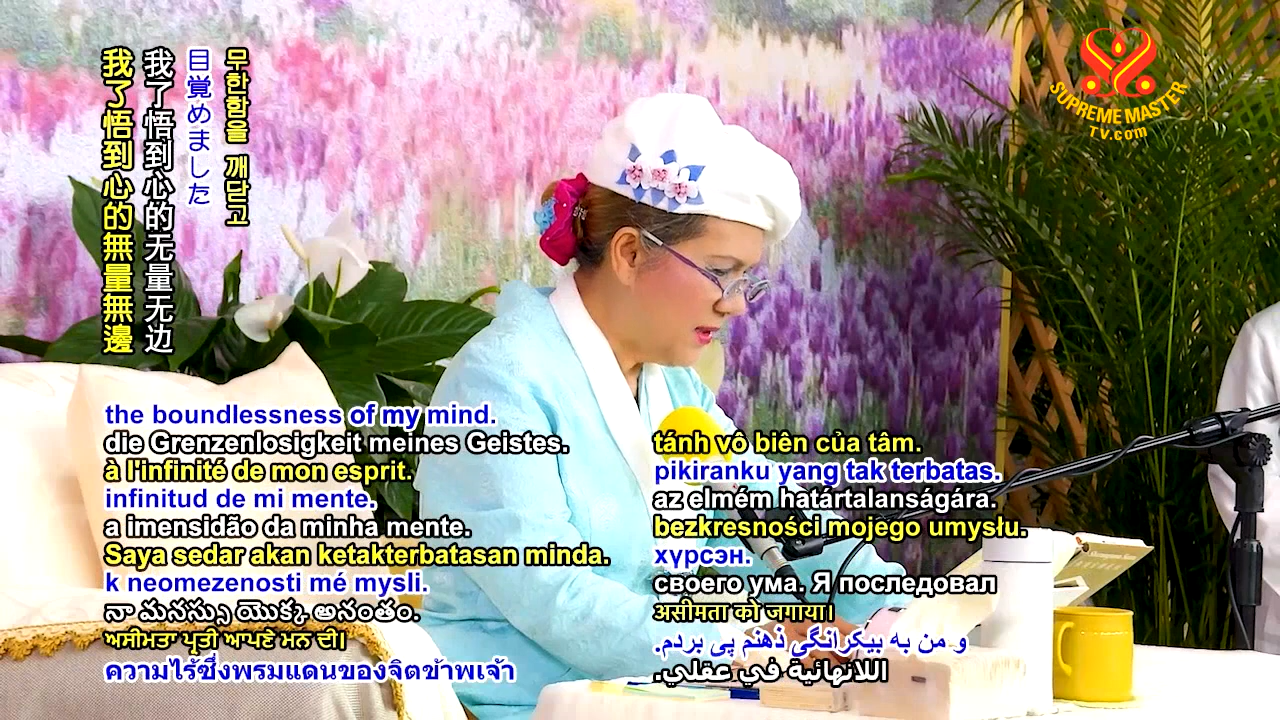 무한함을 깨닫고
目覚めました
我了悟到心的无量无边
我了悟到心的無量無邊
SUPREME MASTER
TV.com
the boundlessness of my mind.
die Grenzenlosigkeit meines Geistes.
à l'infinité de mon esprit.
infinitud de mi mente.
a imensidão da minha mente.
Saya sedar akan ketakterbatasan minda.
k neomezenosti mé mysli.
నా మనస్సు యొక్క అనంతం.
ਅਸੀਮਤਾ ਪ੍ਰਤੀ ਆਪਣੇ ਮਨ ਦੀ।
ความไร้ซึ่งพรมแดนของจิตข้าพเจ้า
tánh vô biên của tâm.
pikiranku yang tak terbatas.
az elmém határtalanságára.
bezkresności mojego umysłu.
хүрсэн.
своего ума. Я последовал
असीमता को जगाया।
و من به بیکرانگی ذهنم پی بردم.
اللانهائية في عقلي.